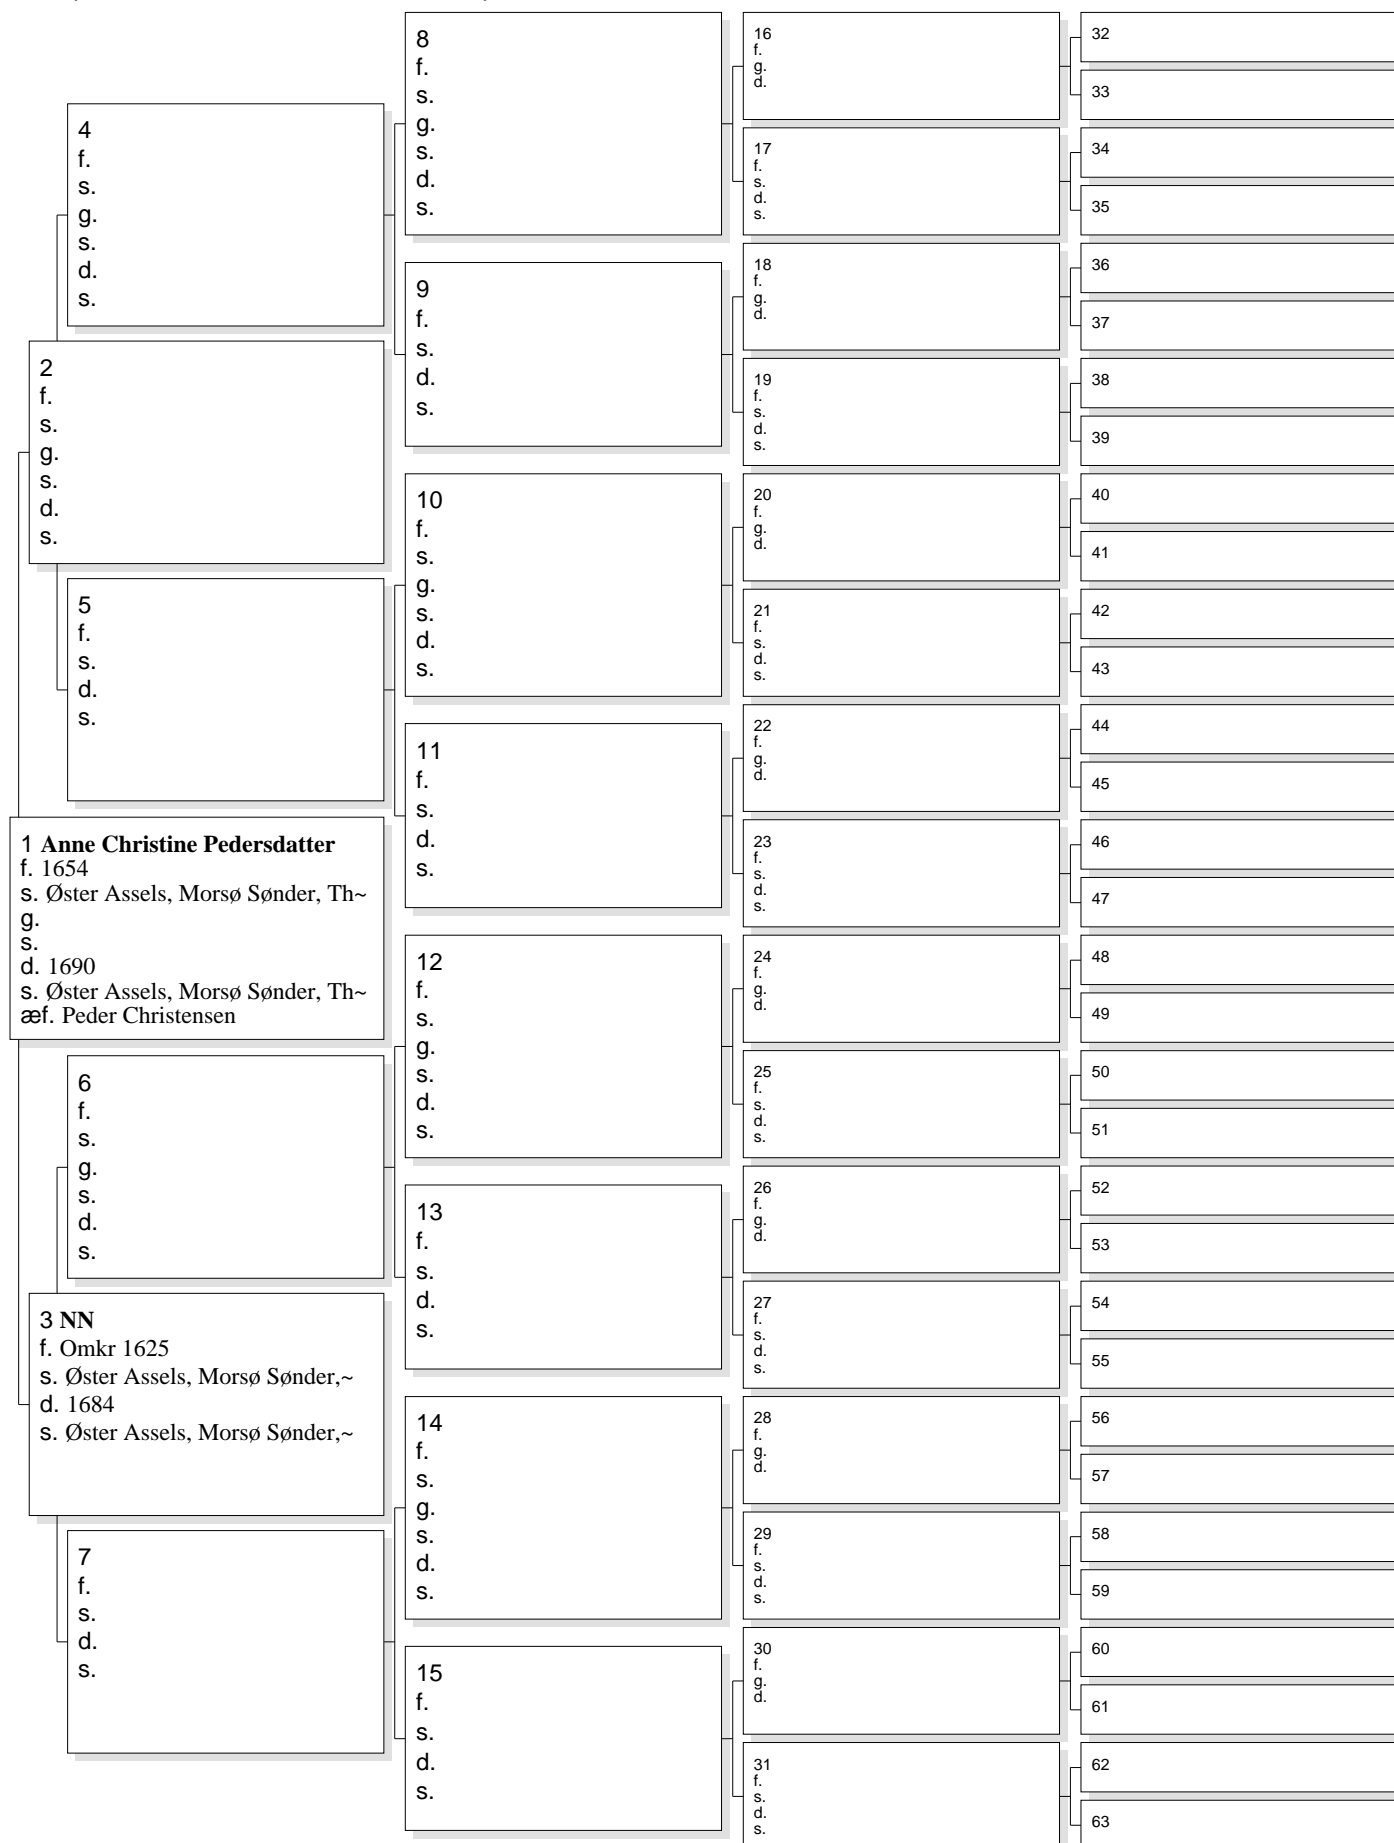 4
f.
s.
g.
s.
d.
s.
2
f.
s.
g.
s.
d.
s.
5
f.
s.
d.
s.
1 Anne Christine Pedersdatter
f. 1654
s. Øster Assels, Morsø Sønder, Th~
g.
s.
d. 1690
s. Øster Assels, Morsø Sønder, Th~
æf. Peder Christensen
6
f.
s.
g.
s.
d.
s.
3 NN
f. Omkr 1625
s. Øster Assels, Morsø Sønder,~
d. 1684
s. Øster Assels, Morsø Sønder,~
7
f.
s.
d.
s.
8
f.
s.
g.
s.
d.
s.
9
f.
s.
d.
s.
10
f.
s.
g.
s.
d.
s.
11
f.
s.
d.
s.
12
f.
s.
g.
s.
d.
s.
13
f.
s.
d.
s.
14
f.
s.
g.
s.
d.
s.
15
f.
s.
d.
s.
16
f.
g.
d.
17
f.
s.
d.
s.
18
f.
g.
d.
19
f.
s.
d.
s.
20
f.
g.
d.
21
f.
s.
d.
s.
22
f.
g.
d.
23
f.
s.
d.
s.
24
f.
g.
d.
25
f.
s.
d.
s.
26
f.
g.
d.
27
f.
s.
d.
s.
28
f.
g.
d.
29
f.
s.
d.
s.
30
f.
g.
d.
31
f.
s.
d.
s.
32
33
34
35
36
37
38
39
40
41
42
43
44
45
46
47
48
49
50
51
52
53
54
55
56
57
58
59
60
61
62
63